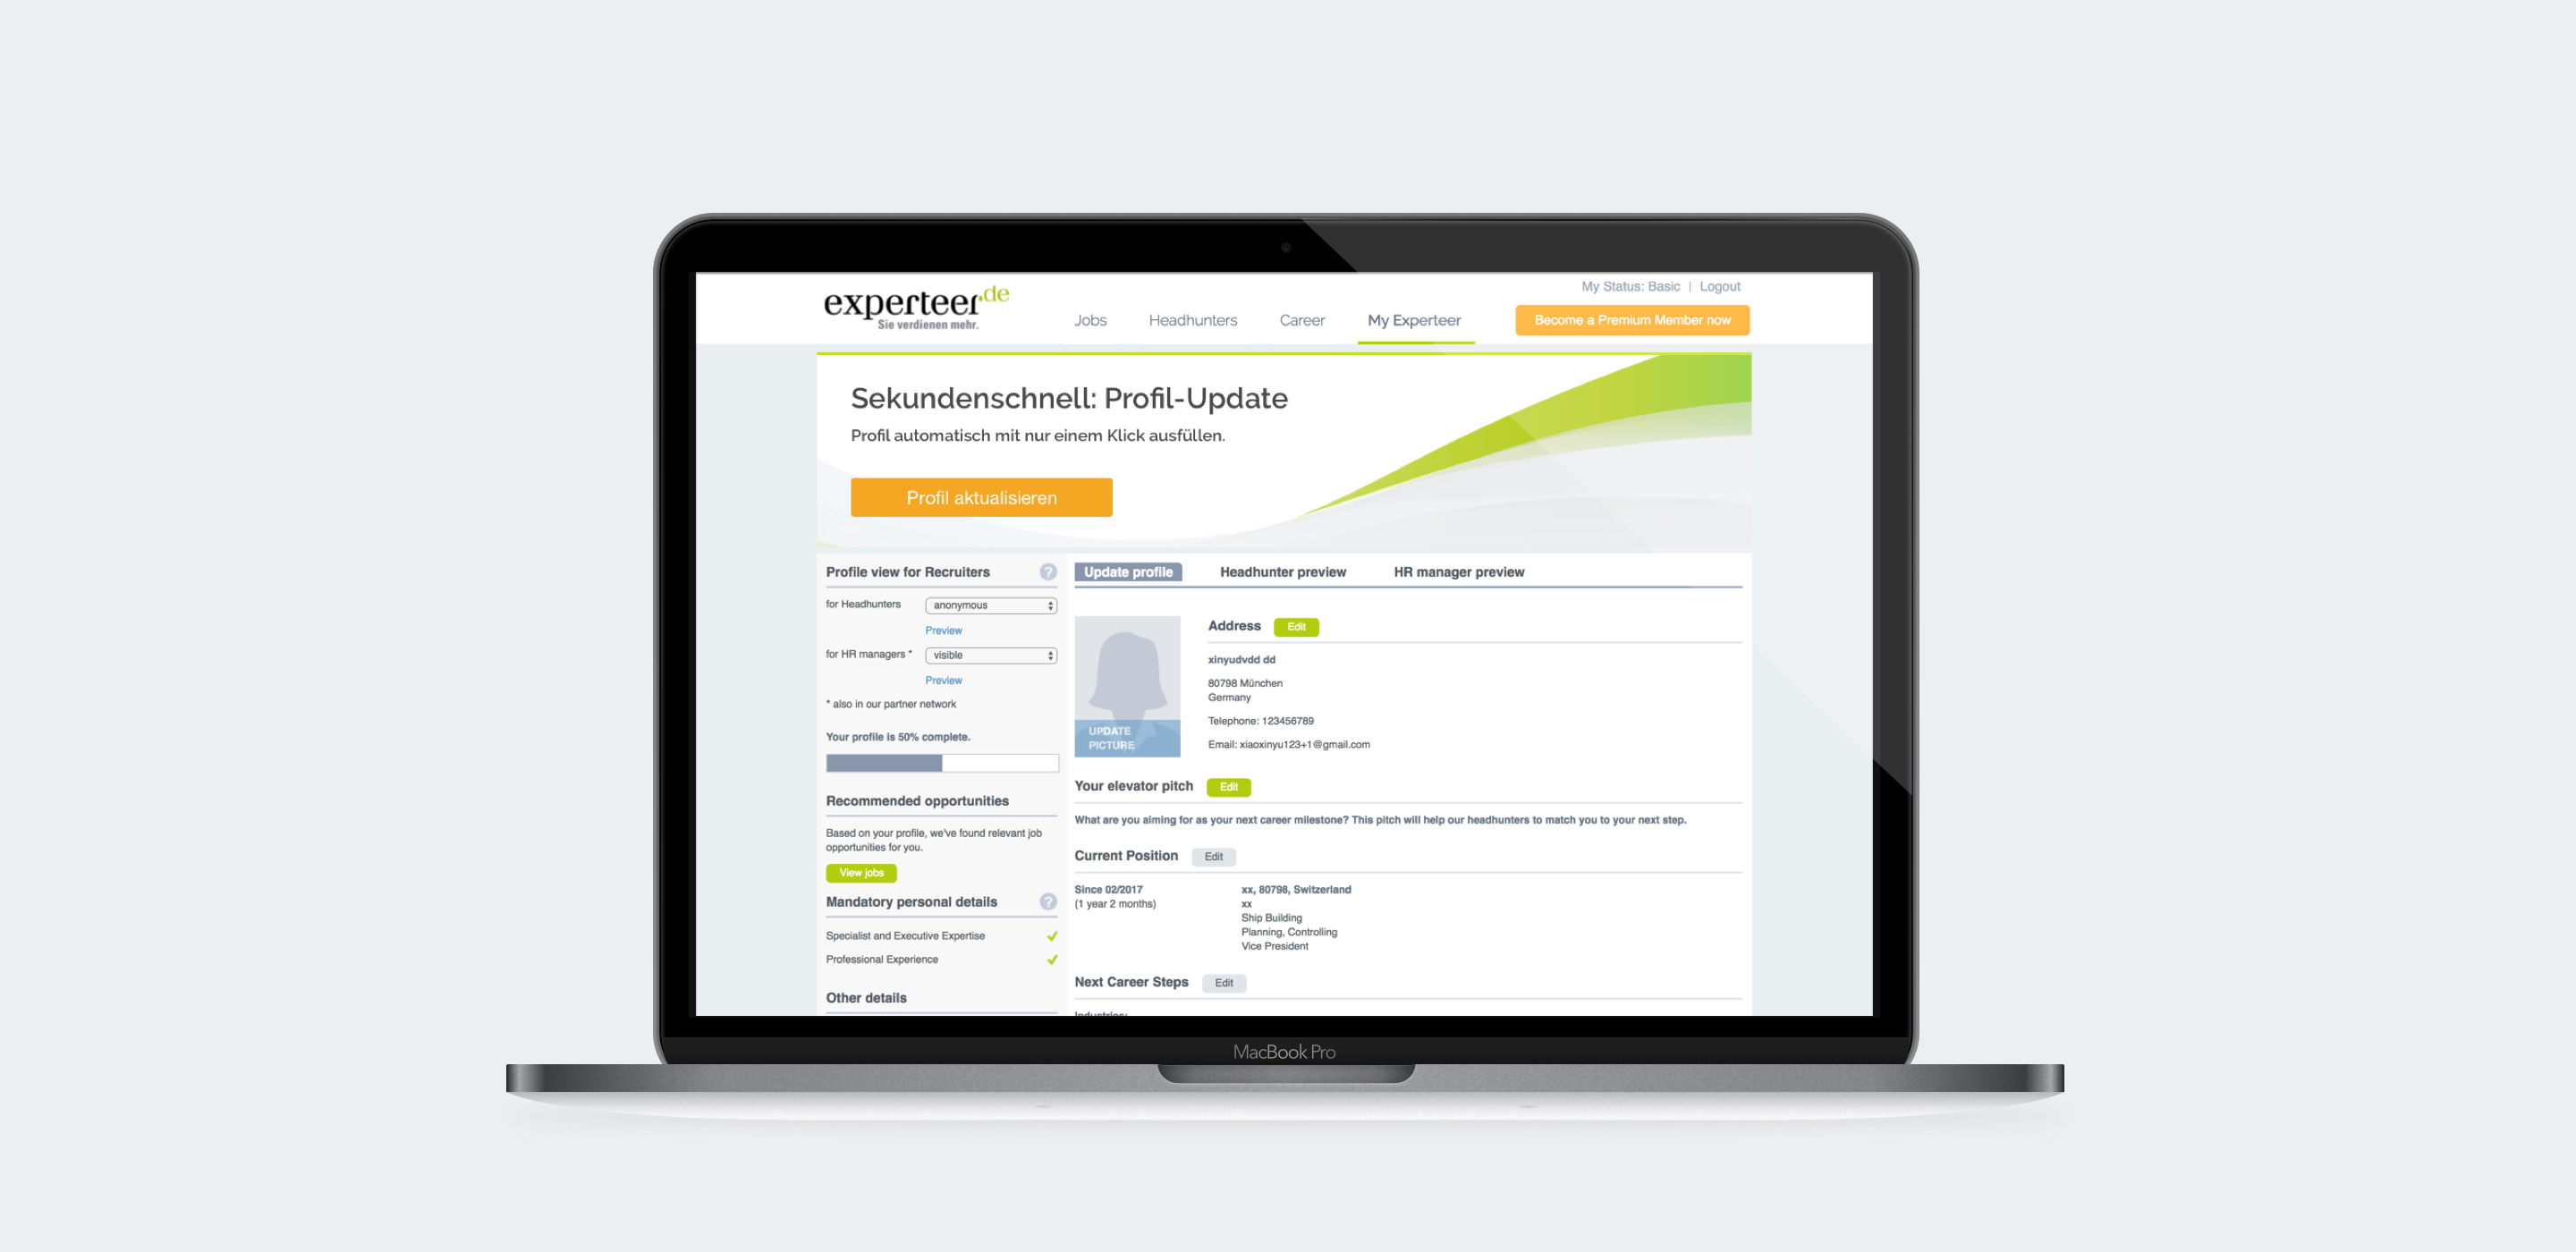 experteer.de
Sie verdienen mehr.
My Status: Basic | Logout
Jobs Headhunters Career My Experteer Become a Premium Member now
Sekundenschnell: Profil-Update
Profil automatisch mit nur einem Klick ausfüllen.
Profil aktualisieren
Profile view for Recruiters ?
for Headhunters anonymous
Preview
for HR managers * visible
Preview
* also in our partner network
Your profile is 50% complete.
Recommended opportunities
Based on your profile, we've found relevant job
opportunities for you.
View jobs
Mandatory personal details ?
Specialist and Executive Expertise
Professional Experience
Other details
Update profile Headhunter preview HR manager preview
UPDATE
PICTURE
Address Edit
xinyudvdd dd
80798 München
Germany
Telephone: 123456789
Email: xiaoxinyu123+1@gmail.com
Your elevator pitch Edit
What are you aiming for as your next career milestone? This pitch will help our headhunters to match you to your next step.
Current Position Edit
Since 02/2017
(1 year 2 months)
xx, 80798, Switzerland
xx
Ship Building
Planning, Controlling
Vice President
Next Career Steps Edit
Industries:
MacBook Pro